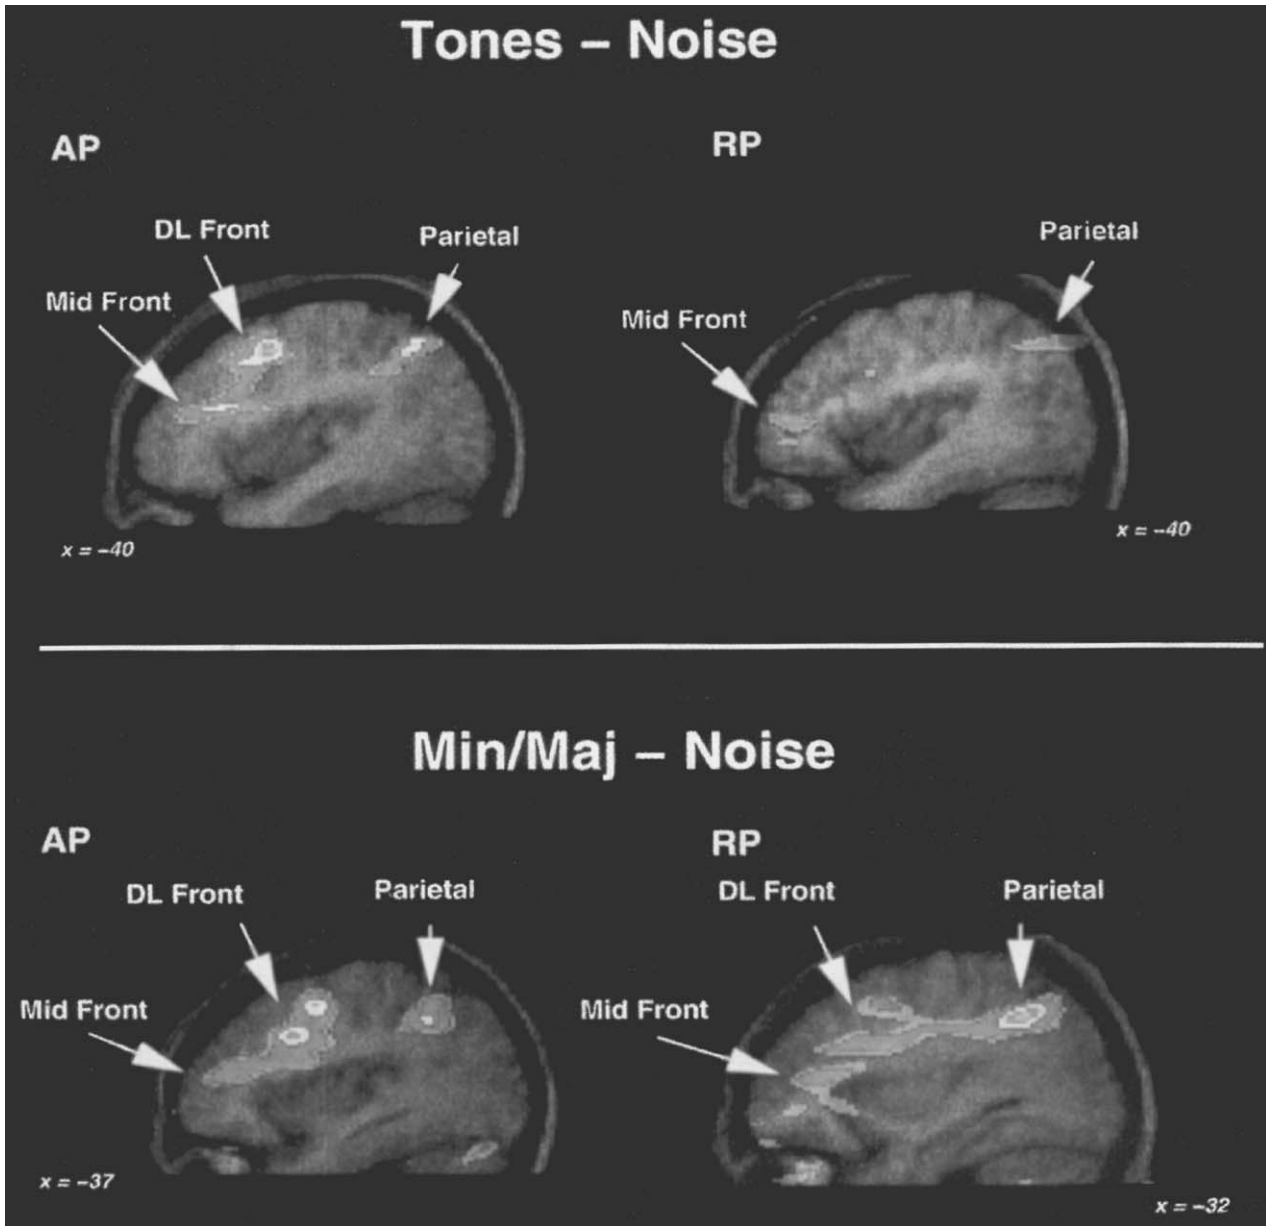 Tones – Noise
AP
RP
DL Front
Parietal
Parietal
Mid Front
Mid Front
x = –40
x = –40
Min/Maj – Noise
AP
RP
DL Front
Parietal
DL Front
Parietal
Mid Front
Mid Front
x = –37
x = –32